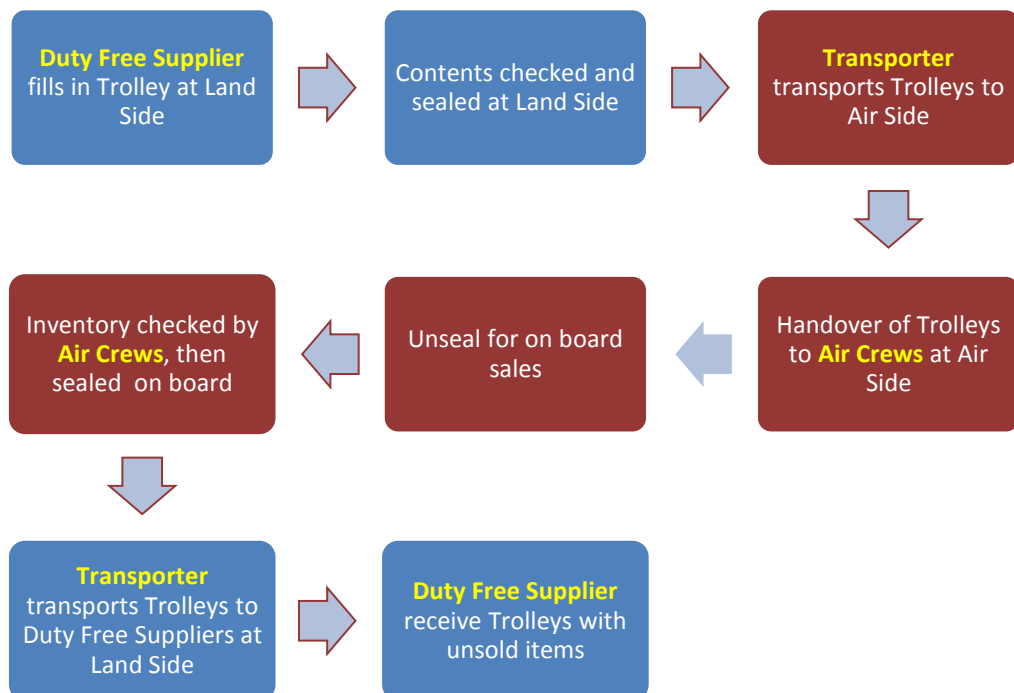 Duty Free Supplier
fills in Trolley at Land
Side
Contents checked and
sealed at Land Side
Transporter
transports Trolleys to
Air Side
Handover of Trolleys
to Air Crews at Air
Side
Unseal for on board
sales
Inventory checked by
Air Crews, then
sealed on board
Transporter
transports Trolleys to
Duty Free Suppliers at
Land Side
Duty Free Supplier
receive Trolleys with
unsold items